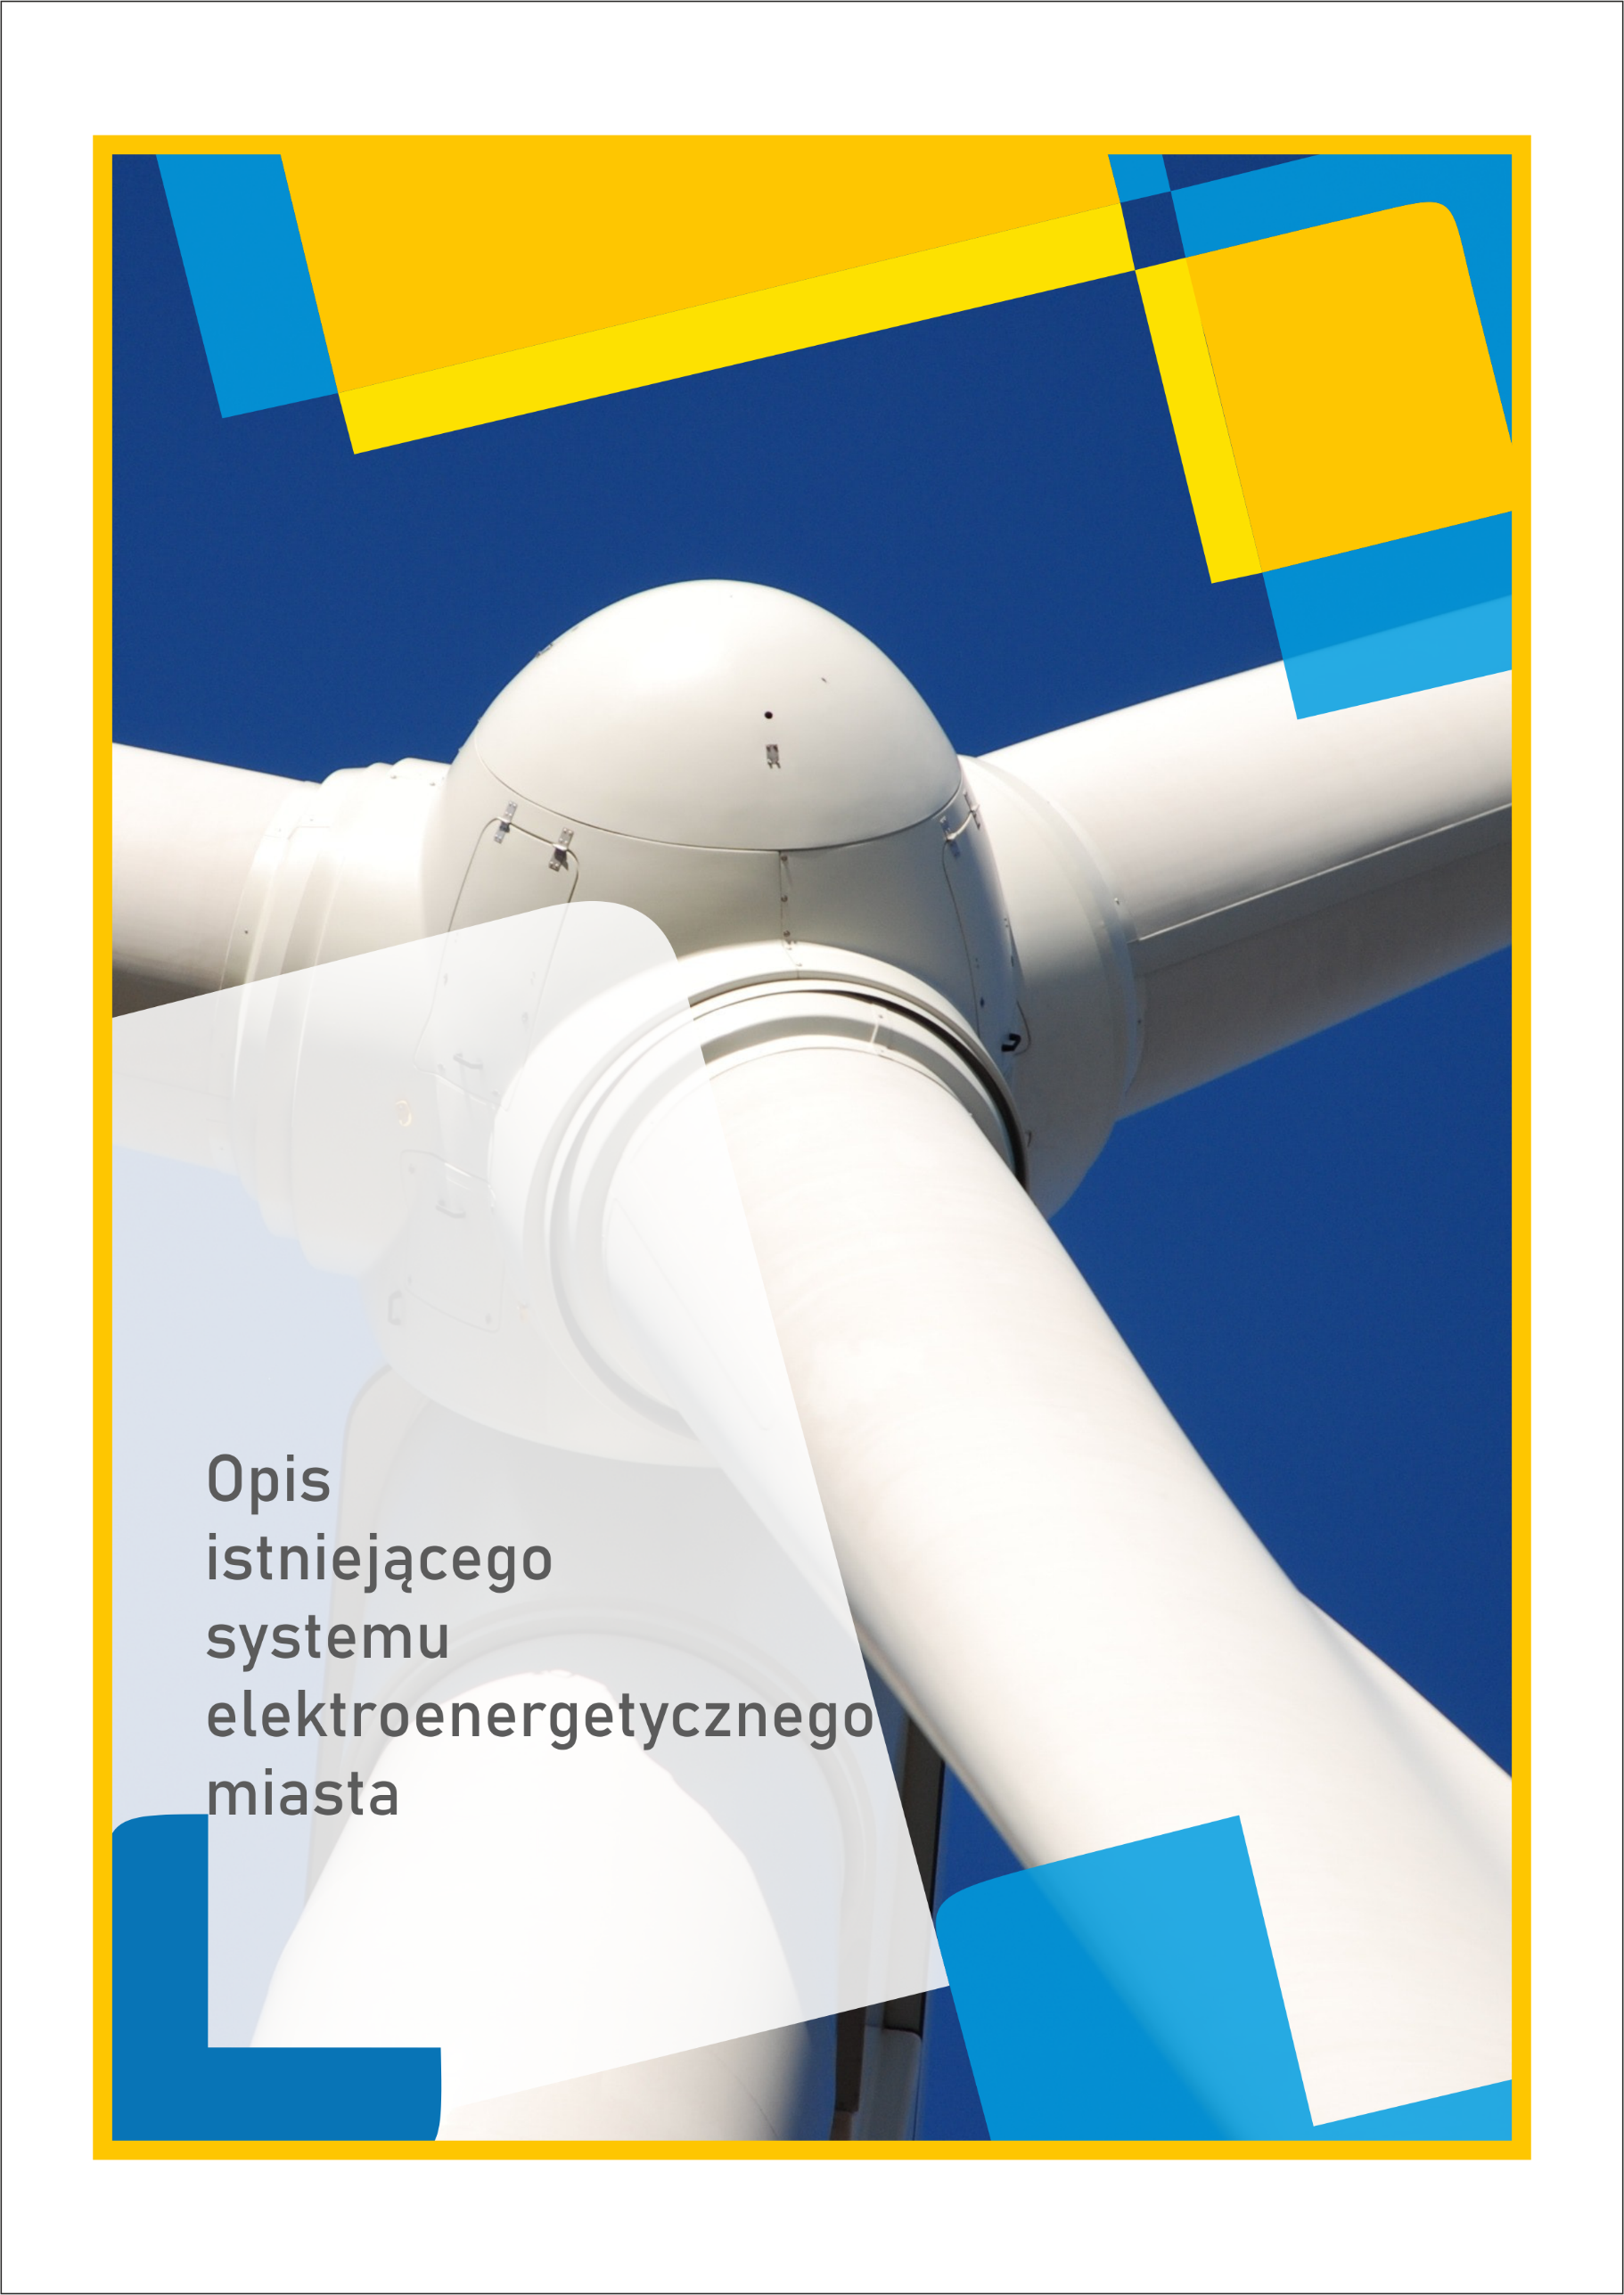 Opis
istniejącego
systemu
elektroenergetycznego
miasta